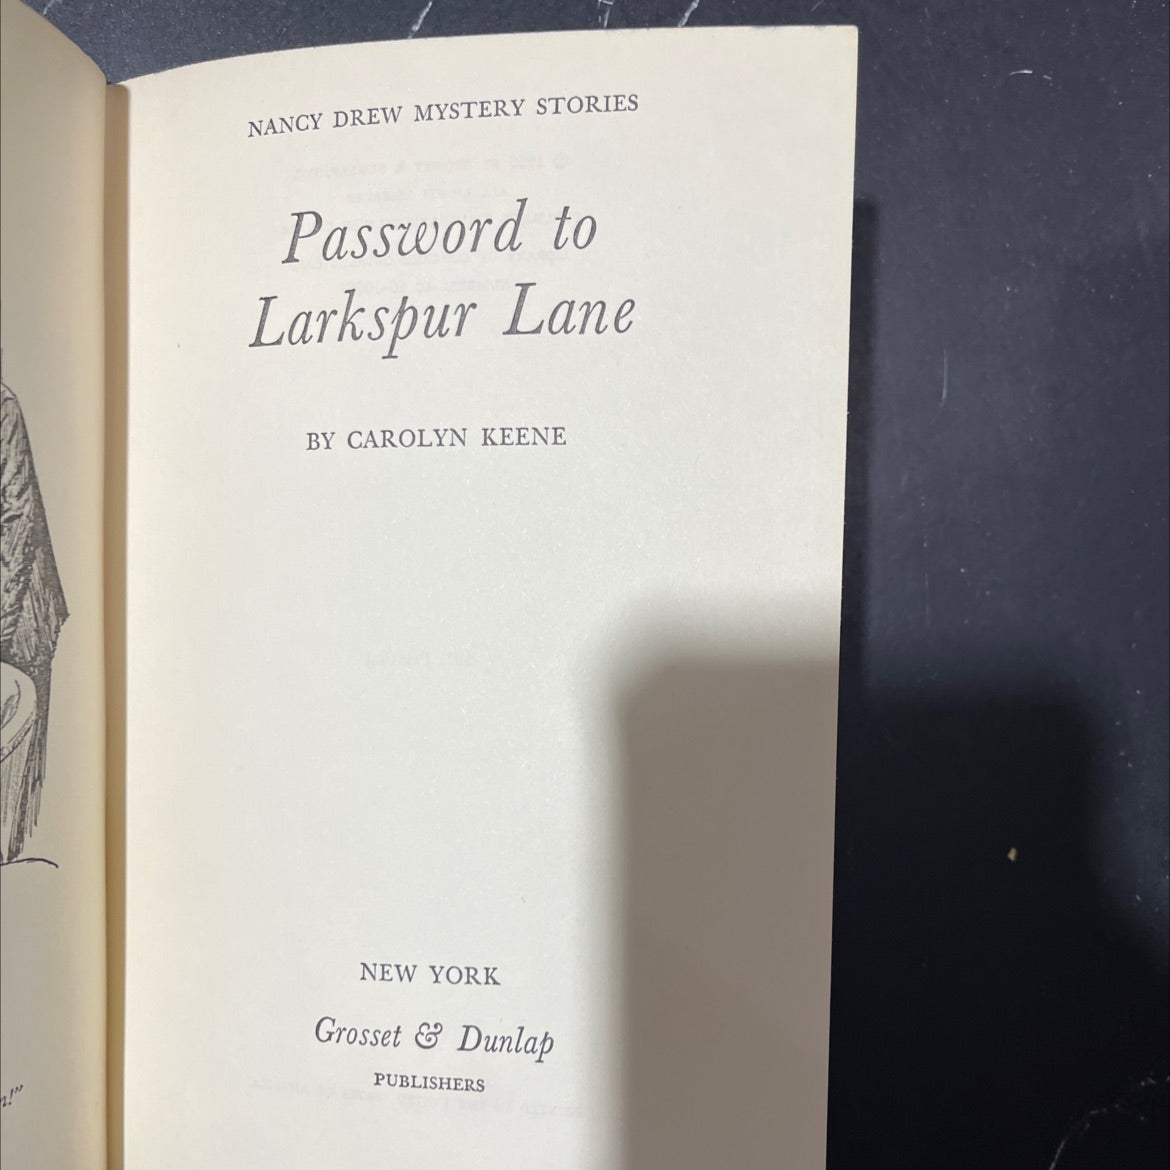 NANCY DREW MYSTERY STORIES
Password to
Larkspur Lane
BY CAROLYN KEENE
NEW YORK
Grosset & Dunlap
PUBLISHERS